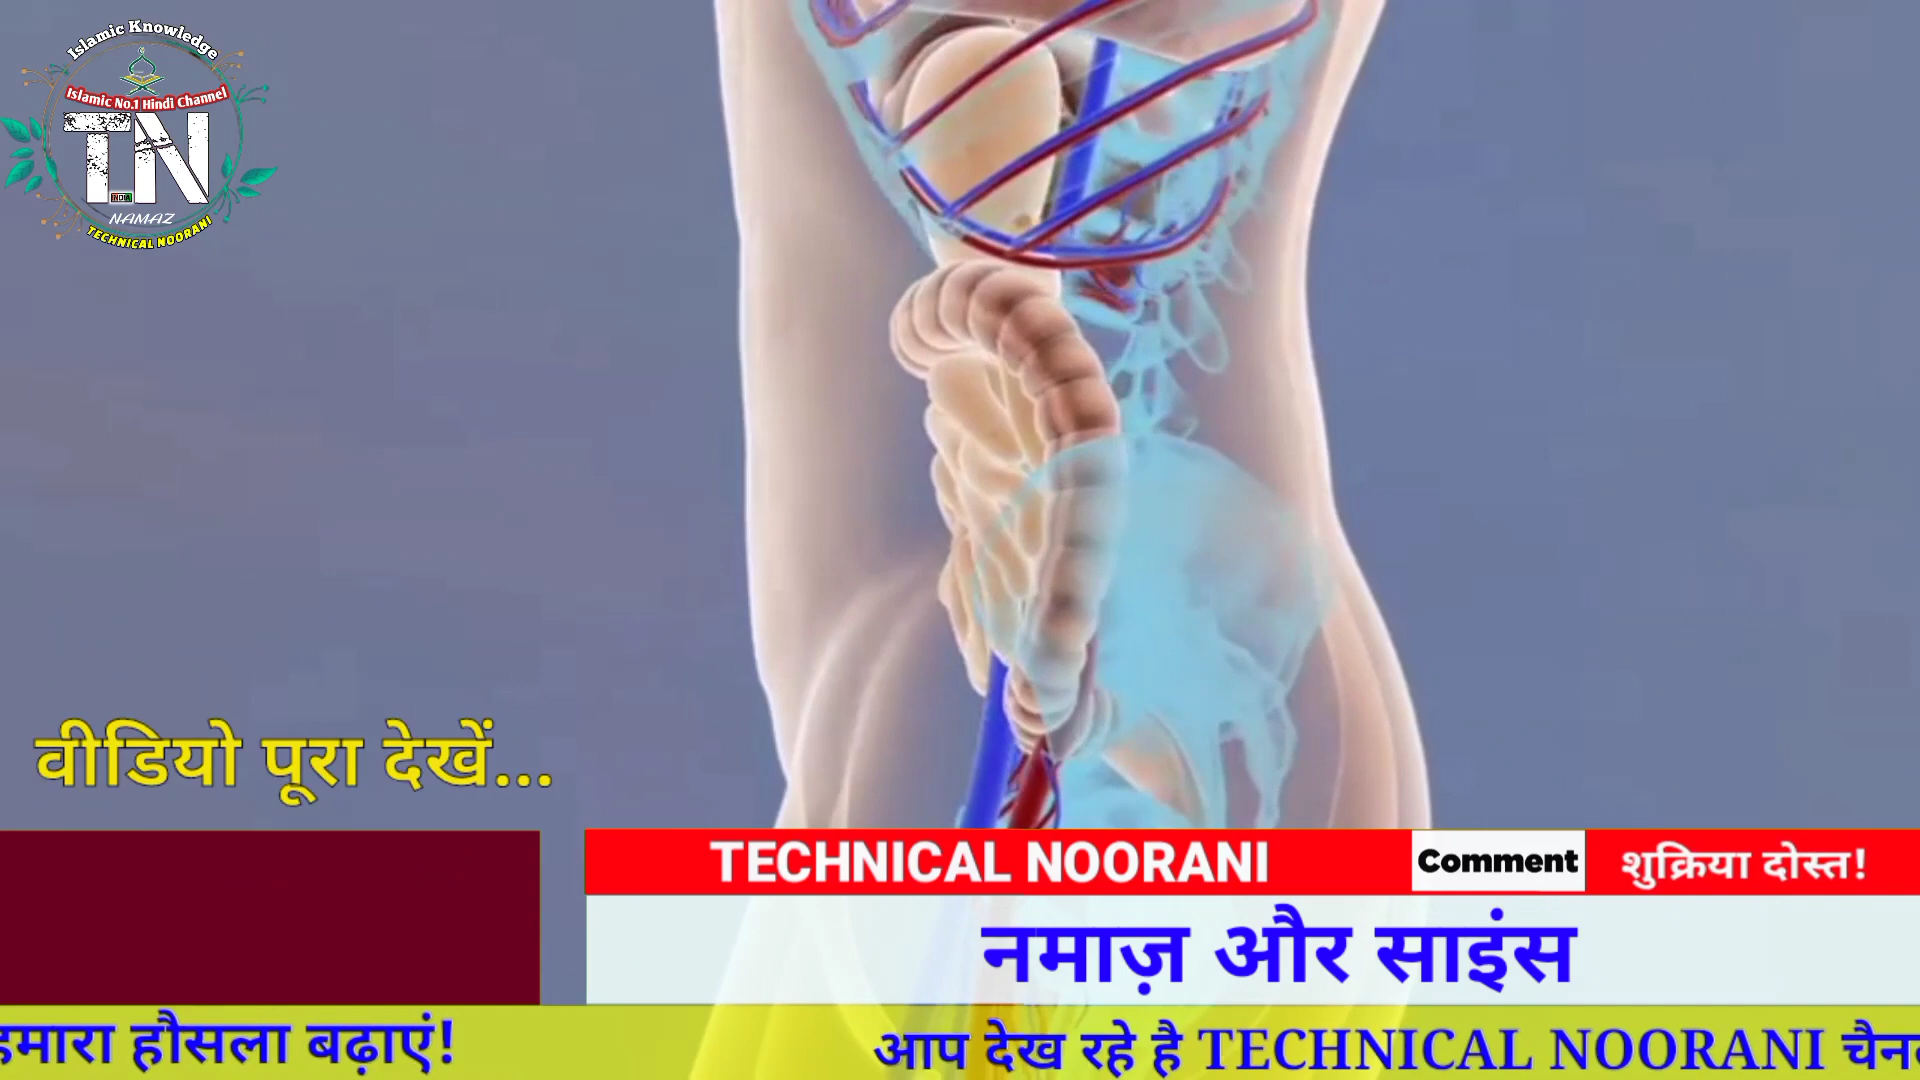 Islamic Knowledge
Islamic No.1 Hindi Channel
T.N
INDIA
NAMAZ
TECHNICAL NOORANI
वीडियो पूरा देखें...
TECHNICAL NOORANI
Comment
शुक्रिया दोस्त!
नमाज़ और साइंस
हमारा हौसला बढ़ाएं!
आप देख रहे है TECHNICAL NOORANI